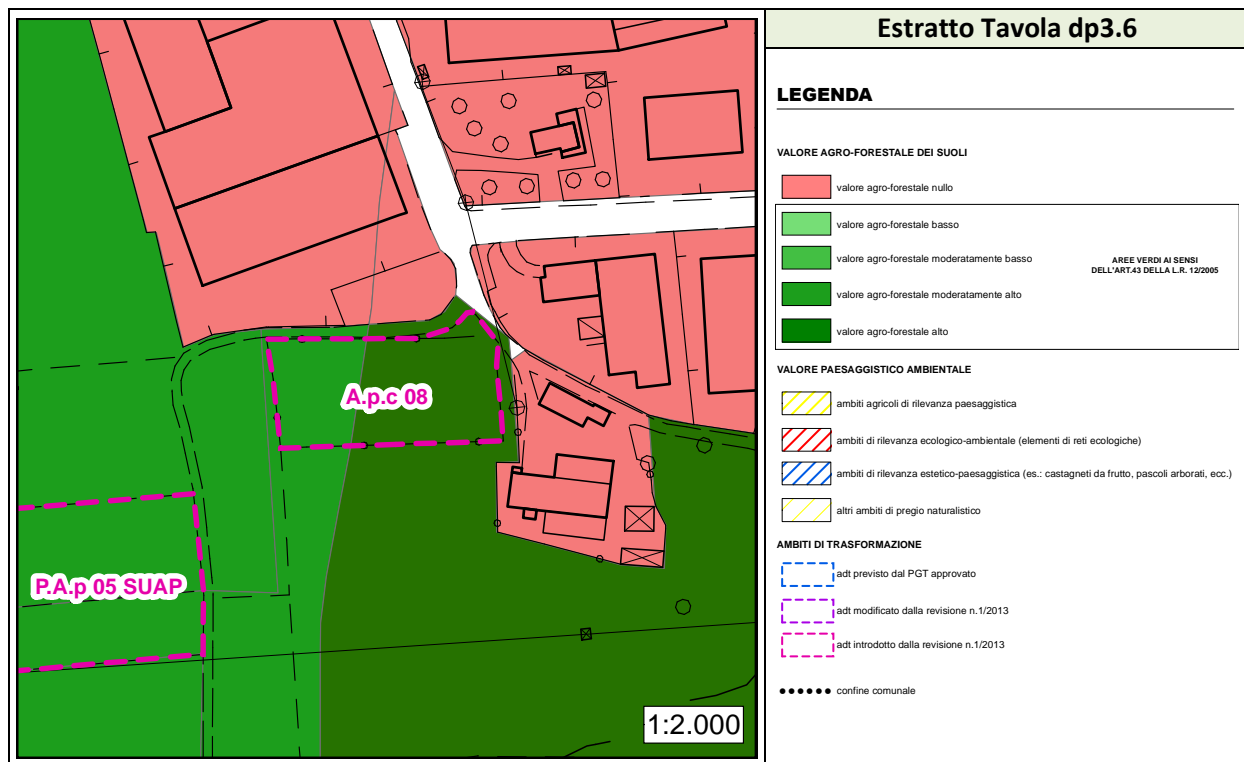 Estratto Tavola dp3.6
LEGENDA
VALORE AGRO-FORESTALE DEI SUOLI
valore agro-forestale nullo
valore agro-forestale basso
valore agro-forestale moderatamente basso
AREE VERDI AI SENSI
DELL'ART.43 DELLA L.R. 12/2005
valore agro-forestale moderatamente alto
valore agro-forestale alto
VALORE PAESAGGISTICO AMBIENTALE
ambiti agricoli di rilevanza paesaggistica
ambiti di rilevanza ecologico-ambientale (elementi di reti ecologiche)
ambiti di rilevanza estetico-paesaggistica (es.: castagneti da frutto, pascoli arborati, ecc.)
altri ambiti di pregio naturalistico
AMBITI DI TRASFORMAZIONE
adt previsto dal PGT approvato
adt modificato dalla revisione n.1/2013
adt introdotto dalla revisione n.1/2013
confine comunale
A.p.c 08
P.A.p 05 SUAP
1:2.000